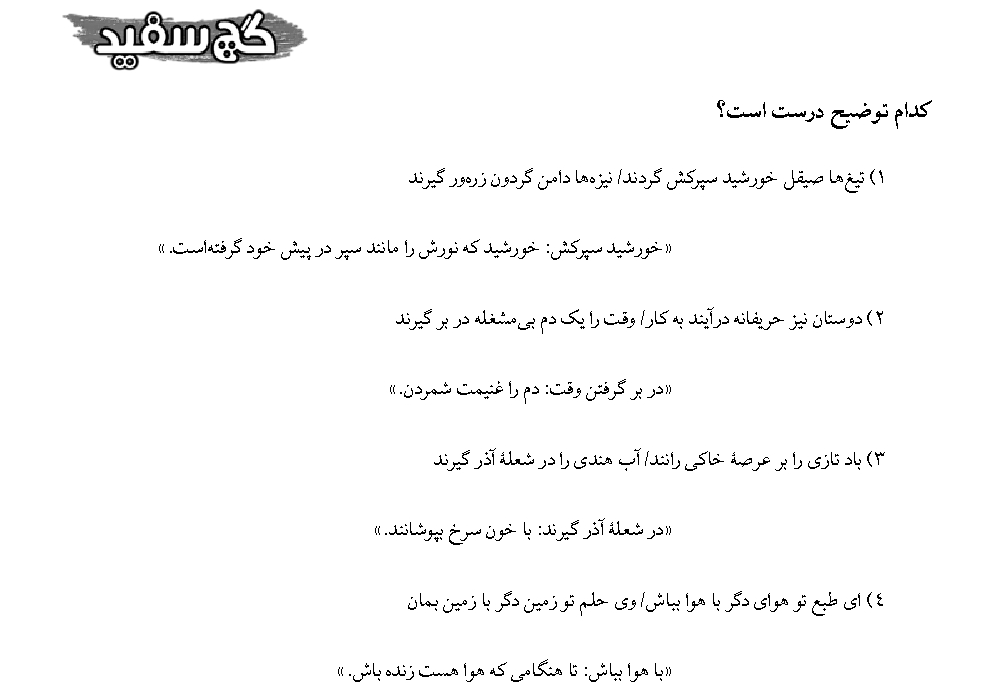 گچ سفید
کدام توضیح درست است؟
۱) تیغ‌ها صیقل خورشید سپرکش گردند/ نیزه‌ها دامن گردون زره‌ور گیرند
«خورشید سپرکش: خورشید که نورش را مانند سپر در پیش خود گرفته‌است.»
۲) دوستان نیز حریفانه درآیند به کار/ وقت را یک دم بی‌مشغله در بر گیرند
«در بر گرفتن وقت: دم را غنیمت شمردن.»
۳) باد تازی را بر عرصهٔ خاکی رانند/ آب هندی را در شعلهٔ آذر گیرند
«در شعلهٔ آذر گیرند: با خون سرخ بپوشانند.»
۴) ای طبع تو هوای دگر با هوا بباش/ وی حلم تو زمین دگر با زمین بمان
«با هوا بباش: تا هنگامی که هوا هست زنده باش.»